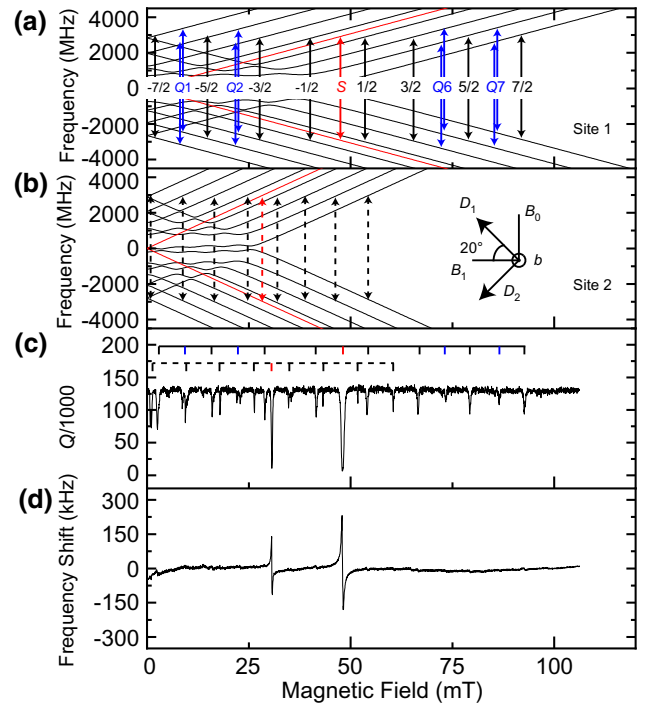 (a)
Frequency (MHz)
4000
2000
0
-2000
-4000
-7/2 Q1 -5/2 Q2 -3/2 -1/2 S 1/2 3/2 Q6 5/2 Q7 7/2
Site 1
(b)
Frequency (MHz)
4000
2000
0
-2000
-4000
D1
B0
20°
B1
b
D2
Site 2
(c)
Q/1000
200
150
100
50
0
(d)
Frequency Shift (kHz)
300
150
0
-150
-300
0 50 100
Magnetic Field (mT)